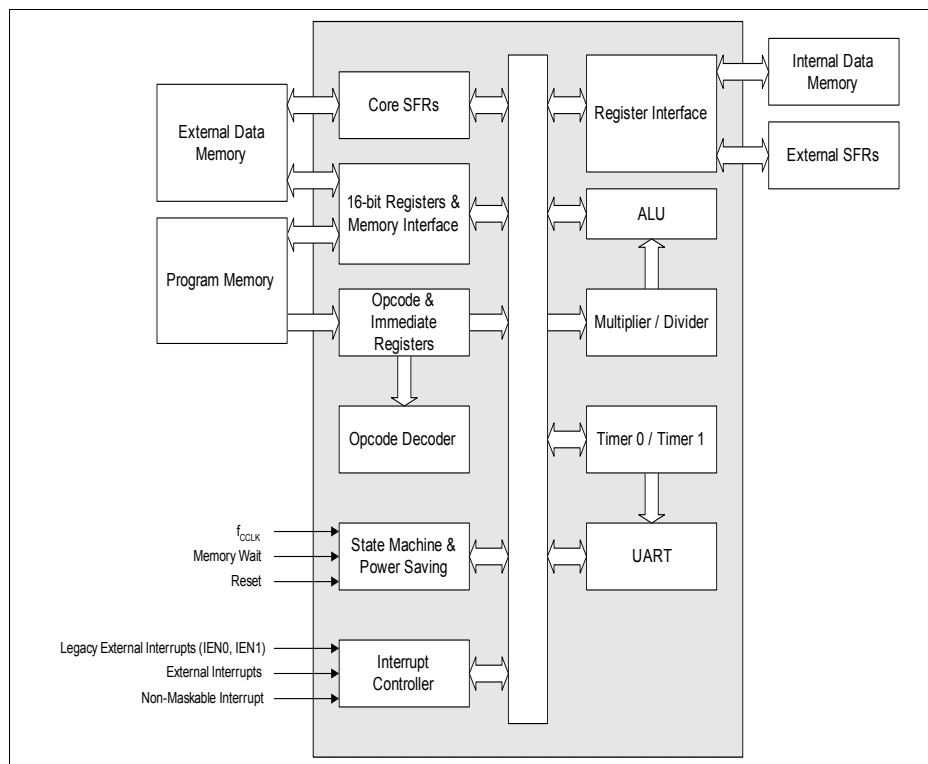 Internal Data
Memory
Core SFRs
Register Interface
External Data
Memory
External SFRs
16-bit Registers &
Memory Interface
ALU
Program Memory
Opcode &
Immediate
Registers
Multiplier / Divider
Opcode Decoder
Timer 0 / Timer 1
fCCLK
Memory Wait
Reset
State Machine &
Power Saving
UART
Legacy External Interrupts (IEN0, IEN1)
External Interrupts
Non-Maskable Interrupt
Interrupt
Controller